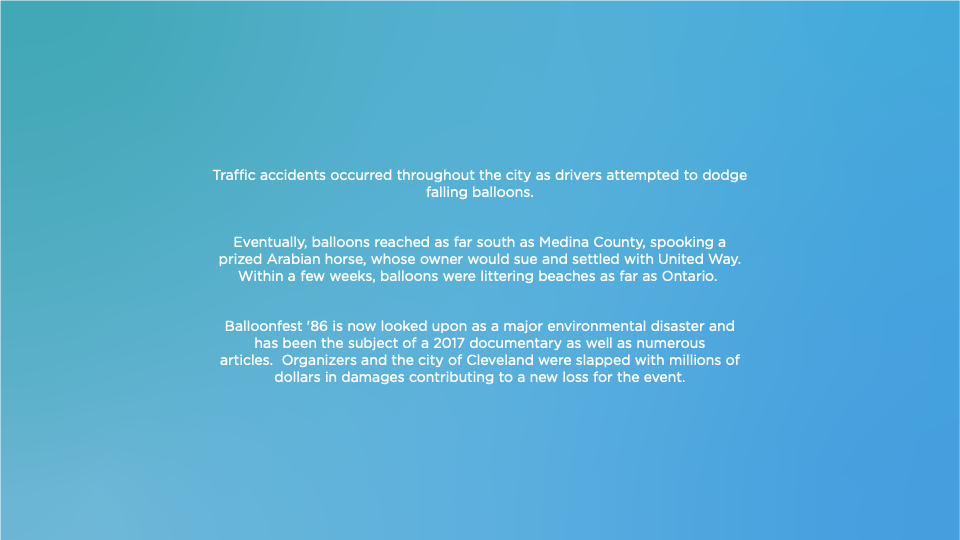 Traffic accidents occurred throughout the city as drivers attempted to dodge
falling balloons.
Eventually, balloons reached as far south as Medina County, spooking a
prized Arabian horse, whose owner would sue and settled with United Way.
Within a few weeks, balloons were littering beaches as far as Ontario.
Balloonfest '86 is now looked upon as a major environmental disaster and
has been the subject of a 2017 documentary as well as numerous
articles.  Organizers and the city of Cleveland were slapped with millions of
dollars in damages contributing to a new loss for the event.